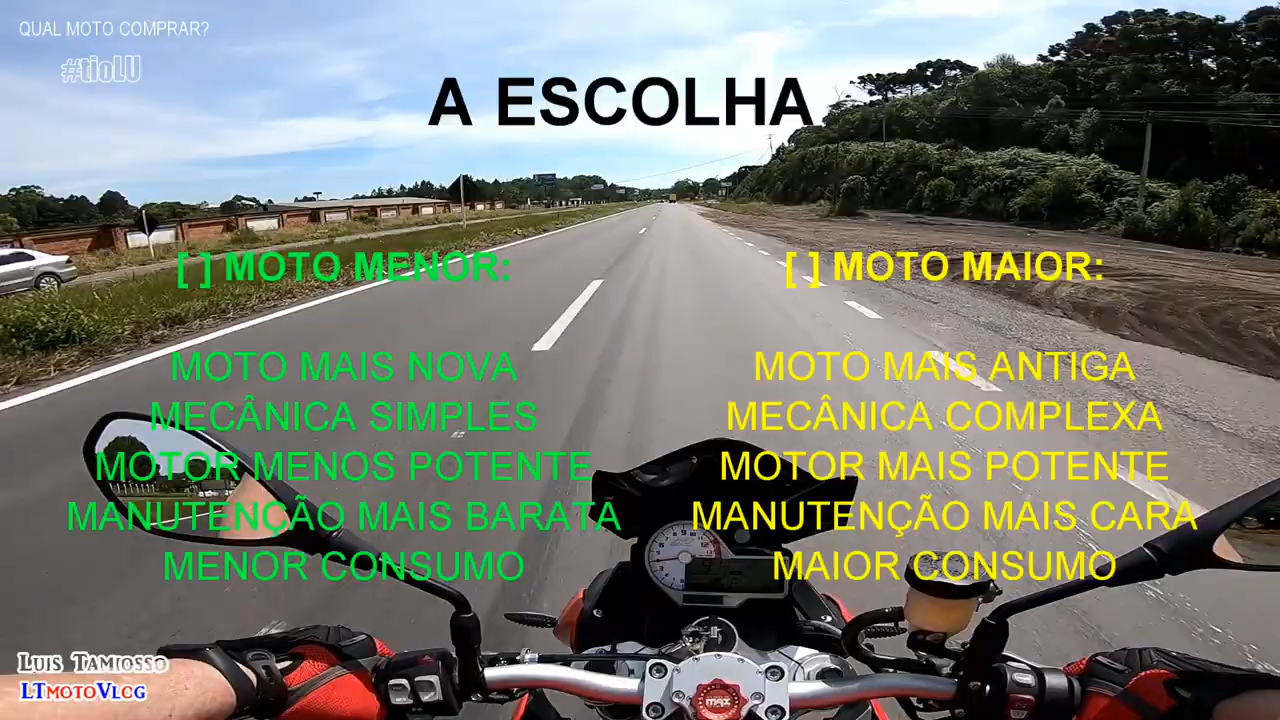 QUAL MOTO COMPRAR?
#tioLU
A ESCOLHA
[ ] MOTO MENOR:
MOTO MAIS NOVA
MECÂNICA SIMPLES
MOTOR MENOS POTENTE
MANUTENÇÃO MAIS BARATA
MENOR CONSUMO
[ ] MOTO MAIOR:
MOTO MAIS ANTIGA
MECÂNICA COMPLEXA
MOTOR MAIS POTENTE
MANUTENÇÃO MAIS CARA
MAIOR CONSUMO
MAX
LUIS TAMIOSSO
LTMOTOVLOG